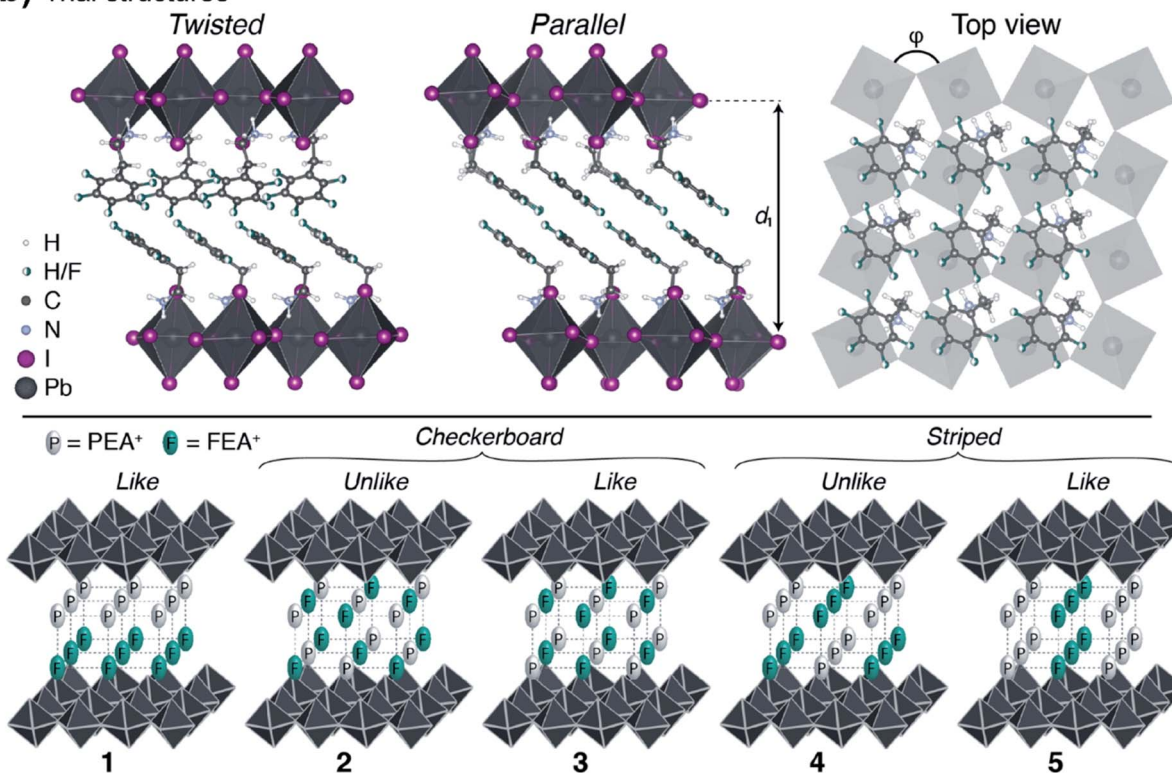 Twisted
Parallel
Top view
φ
d₁
H
H/F
C
N
I
Pb
P = PEA⁺ F = FEA⁺
Checkerboard
Striped
Like
Unlike
Like
Unlike
Like
P P P P P P P P P F F F F F F F F F
P F P F P F P F P F P F P F P F P F
P F P F P F P F P P F P F P F P F P
P F P P F P P F P F P F F P F F P F
P F P P F P P F P P F P P F P P F P
1
2
3
4
5